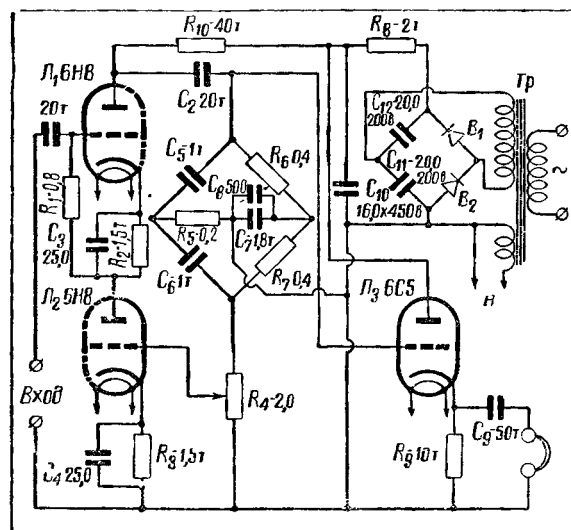 R10-40т
R8-2т
Л1 6Н8
C2 20т
Тр
20т
C12-20,0
200в
B1
C5-1т
R6 0,4
C8 500
C11-20,0
200в
B2
C10
16,0х450в
R1-0,8
C3
25,0
R2-1,5т
R5-0,2
C7-1,8т
C6-1т
R7 0,4
Л2 6Н8
Л3 6С5
Н
Вход
R4-2,0
C4 25,0
R3-1,5т
R9-10т
C9-50т